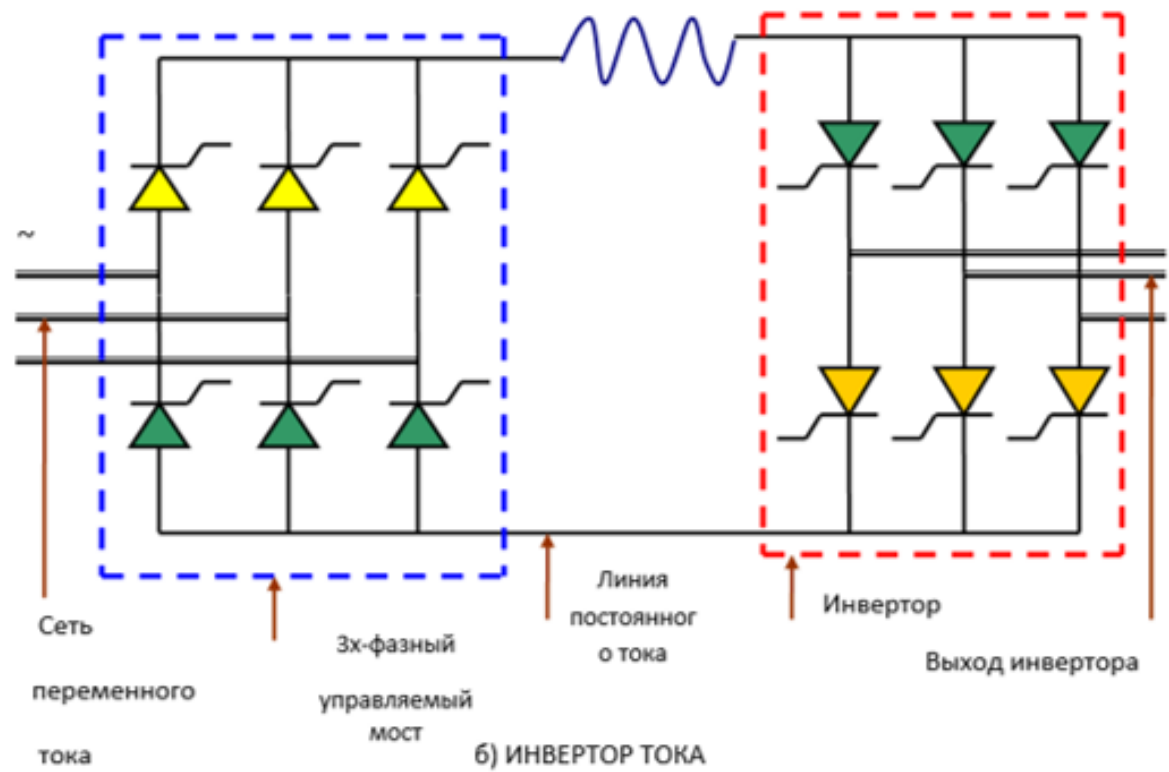 ~
Сеть
переменного
тока
3х-фазный
управляемый
мост
Линия
постоянног
о тока
Инвертор
Выход инвертора
б) ИНВЕРТОР ТОКА